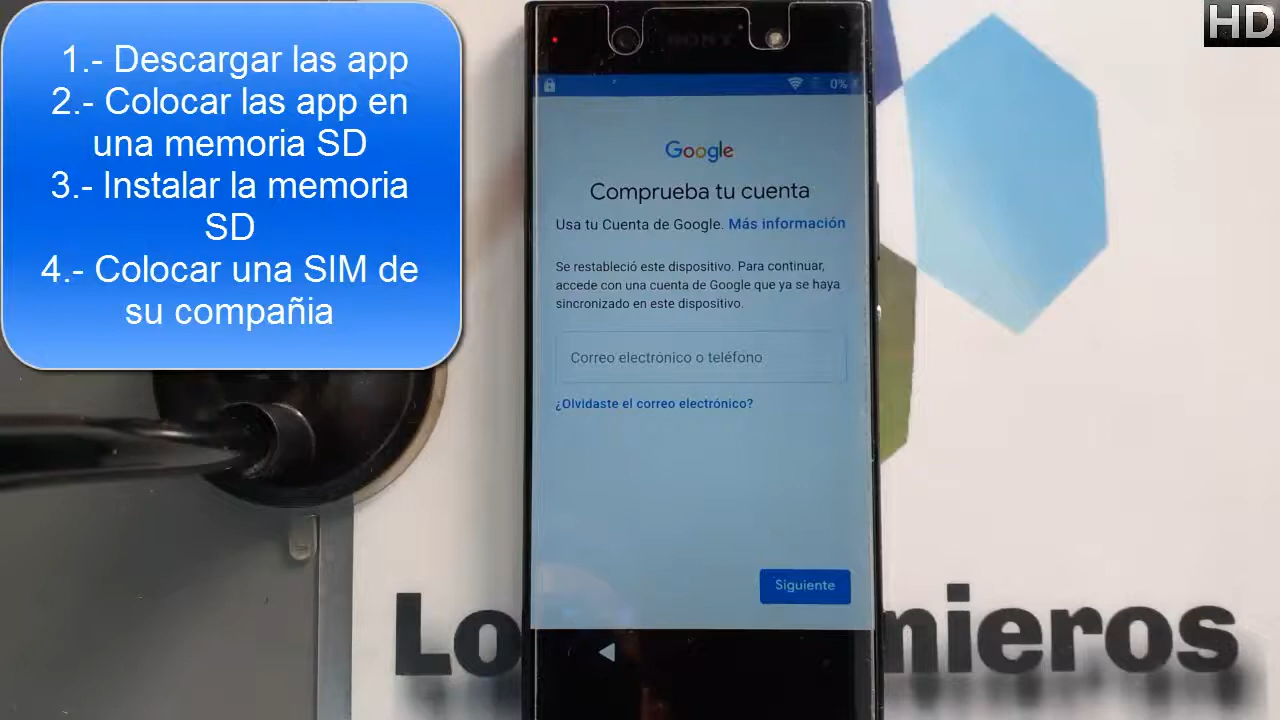 1.- Descargar las app
2.- Colocar las app en
una memoria SD
3.- Instalar la memoria
SD
4.- Colocar una SIM de
su compañia
HD
SONY
0%
Google
Comprueba tu cuenta
Usa tu Cuenta de Google. Más información
Se restableció este dispositivo. Para continuar,
accede con una cuenta de Google que ya se haya
sincronizado en este dispositivo.
Correo electrónico o teléfono
¿Olvidaste el correo electrónico?
Siguiente
Lo nieros